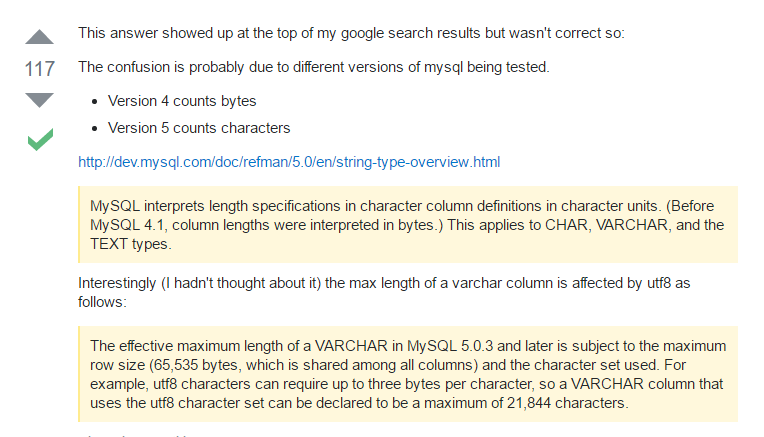 This answer showed up at the top of my google search results but wasn't correct so:
117
The confusion is probably due to different versions of mysql being tested.
• Version 4 counts bytes
• Version 5 counts characters
http://dev.mysql.com/doc/refman/5.0/en/string-type-overview.html
MySQL interprets length specifications in character column definitions in character units. (Before
MySQL 4.1, column lengths were interpreted in bytes.) This applies to CHAR, VARCHAR, and the
TEXT types.
Interestingly (I hadn't thought about it) the max length of a varchar column is affected by utf8 as
follows:
The effective maximum length of a VARCHAR in MySQL 5.0.3 and later is subject to the maximum
row size (65,535 bytes, which is shared among all columns) and the character set used. For
example, utf8 characters can require up to three bytes per character, so a VARCHAR column that
uses the utf8 character set can be declared to be a maximum of 21,844 characters.